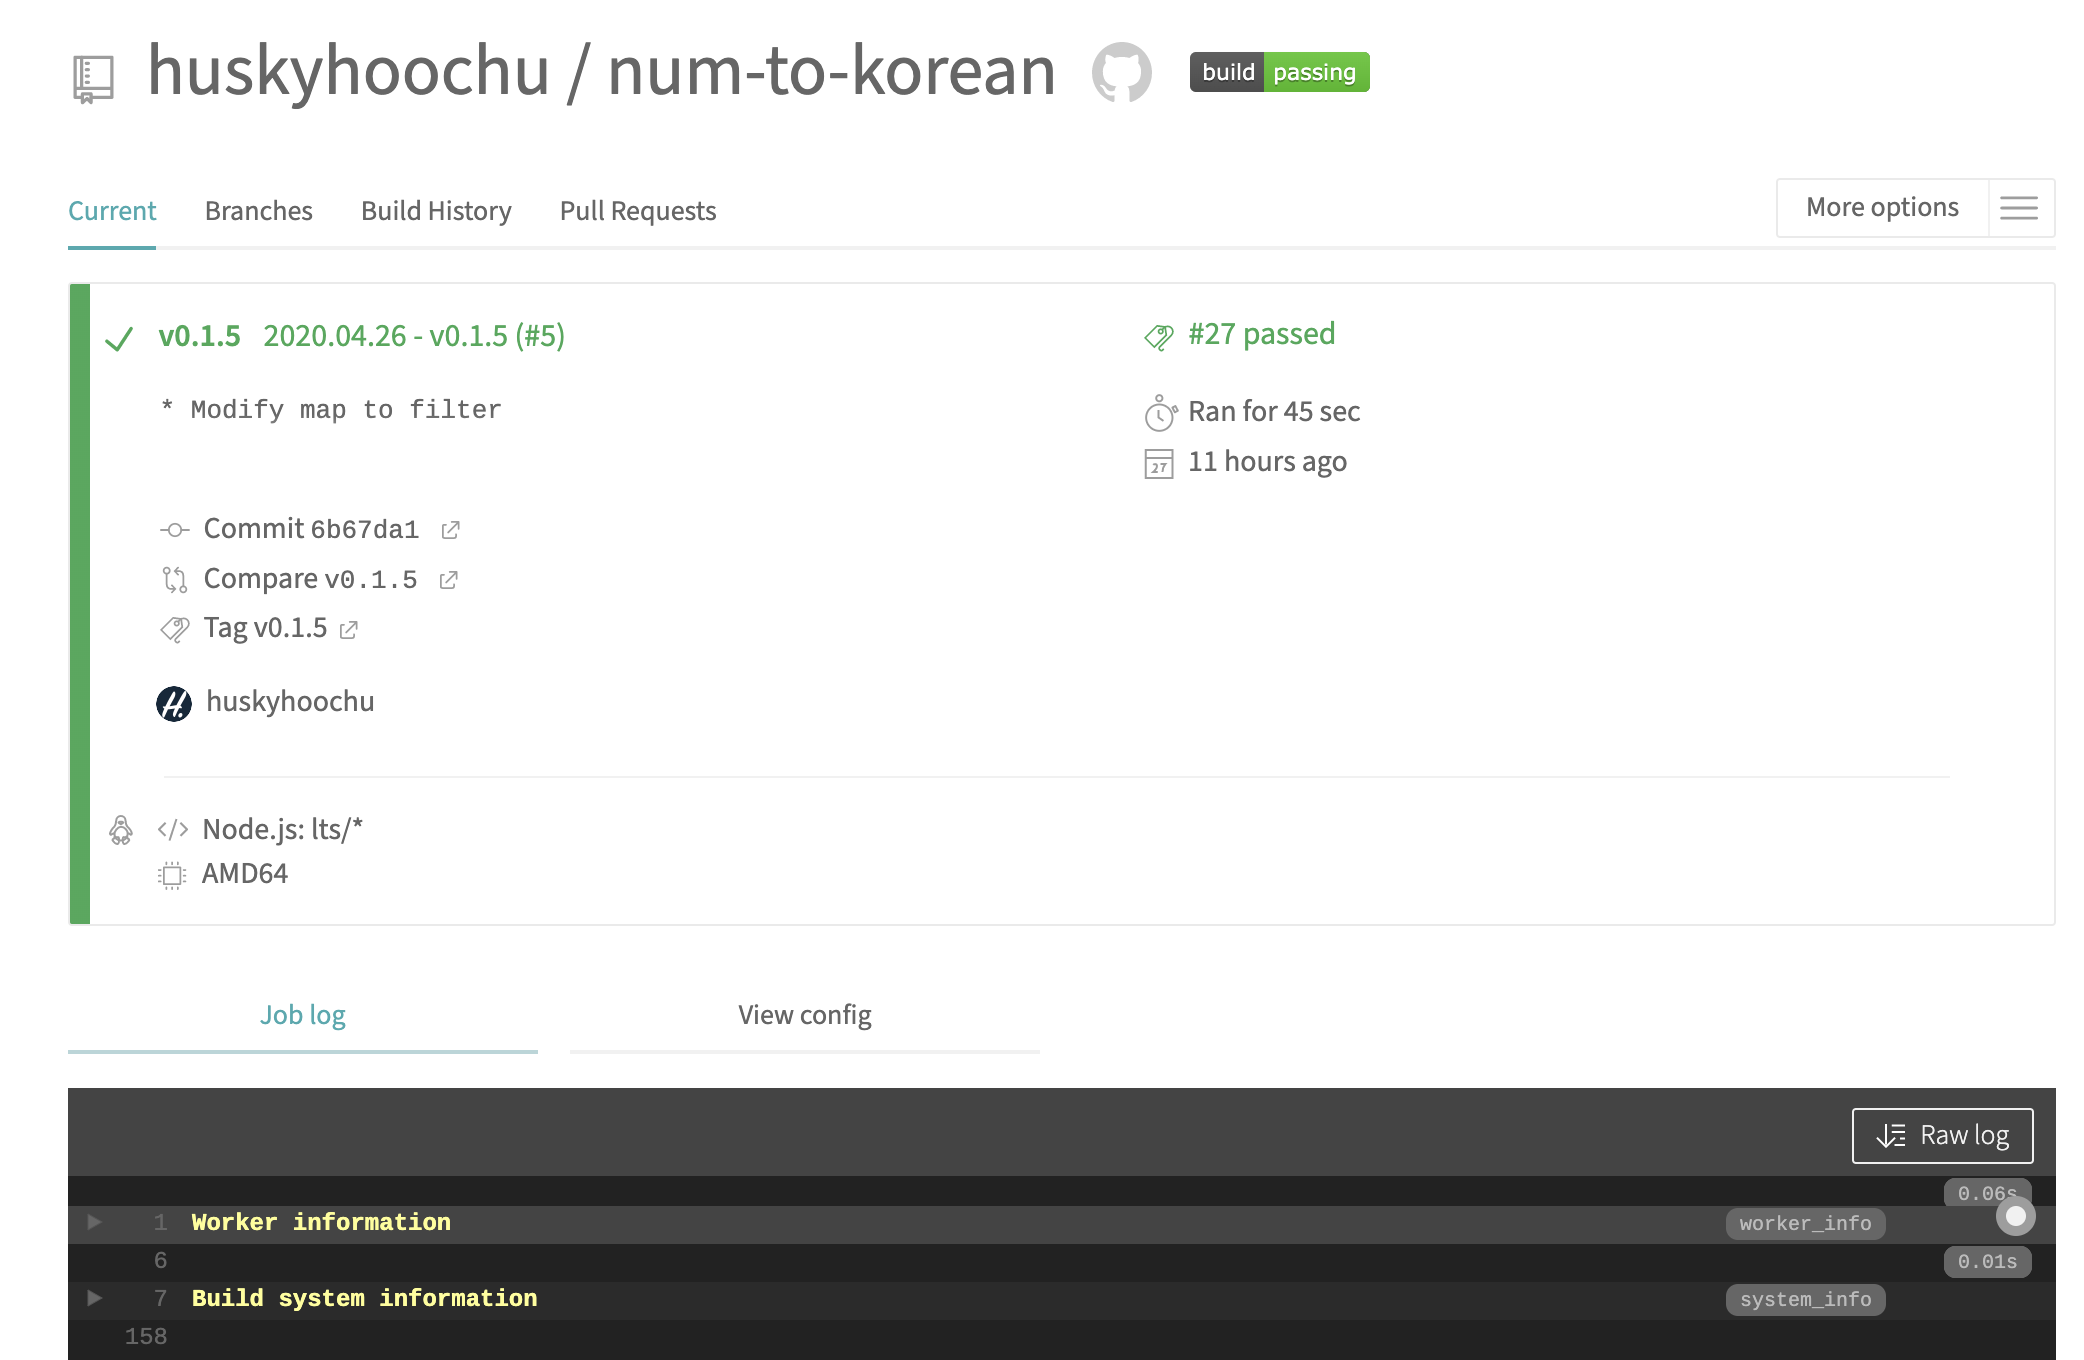 huskyhoochu / num-to-korean
build passing
Current Branches Build History Pull Requests
More options
v0.1.5 2020.04.26 - v0.1.5 (#5)
* Modify map to filter
Commit 6b67da1
Compare v0.1.5
Tag v0.1.5
huskyhoochu
#27 passed
Ran for 45 sec
27
11 hours ago
Node.js: lts/*
AMD64
Job log View config
Raw log
0.06s
1 Worker information worker_info
6 0.01s
7 Build system information system_info
158